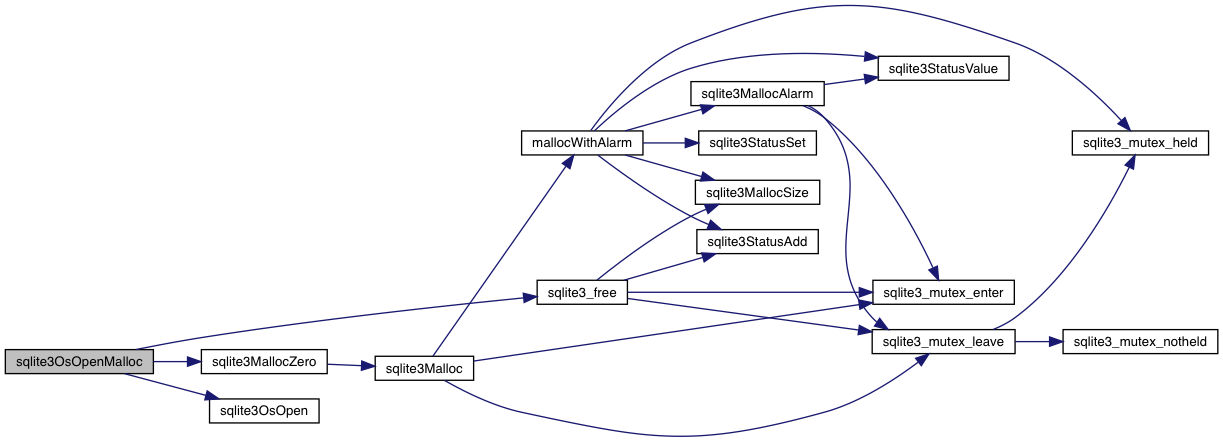 sqlite3OsOpenMalloc
sqlite3_free
sqlite3MallocZero
sqlite3OsOpen
sqlite3Malloc
mallocWithAlarm
sqlite3MallocAlarm
sqlite3StatusSet
sqlite3MallocSize
sqlite3StatusAdd
sqlite3StatusValue
sqlite3_mutex_enter
sqlite3_mutex_leave
sqlite3_mutex_held
sqlite3_mutex_notheld